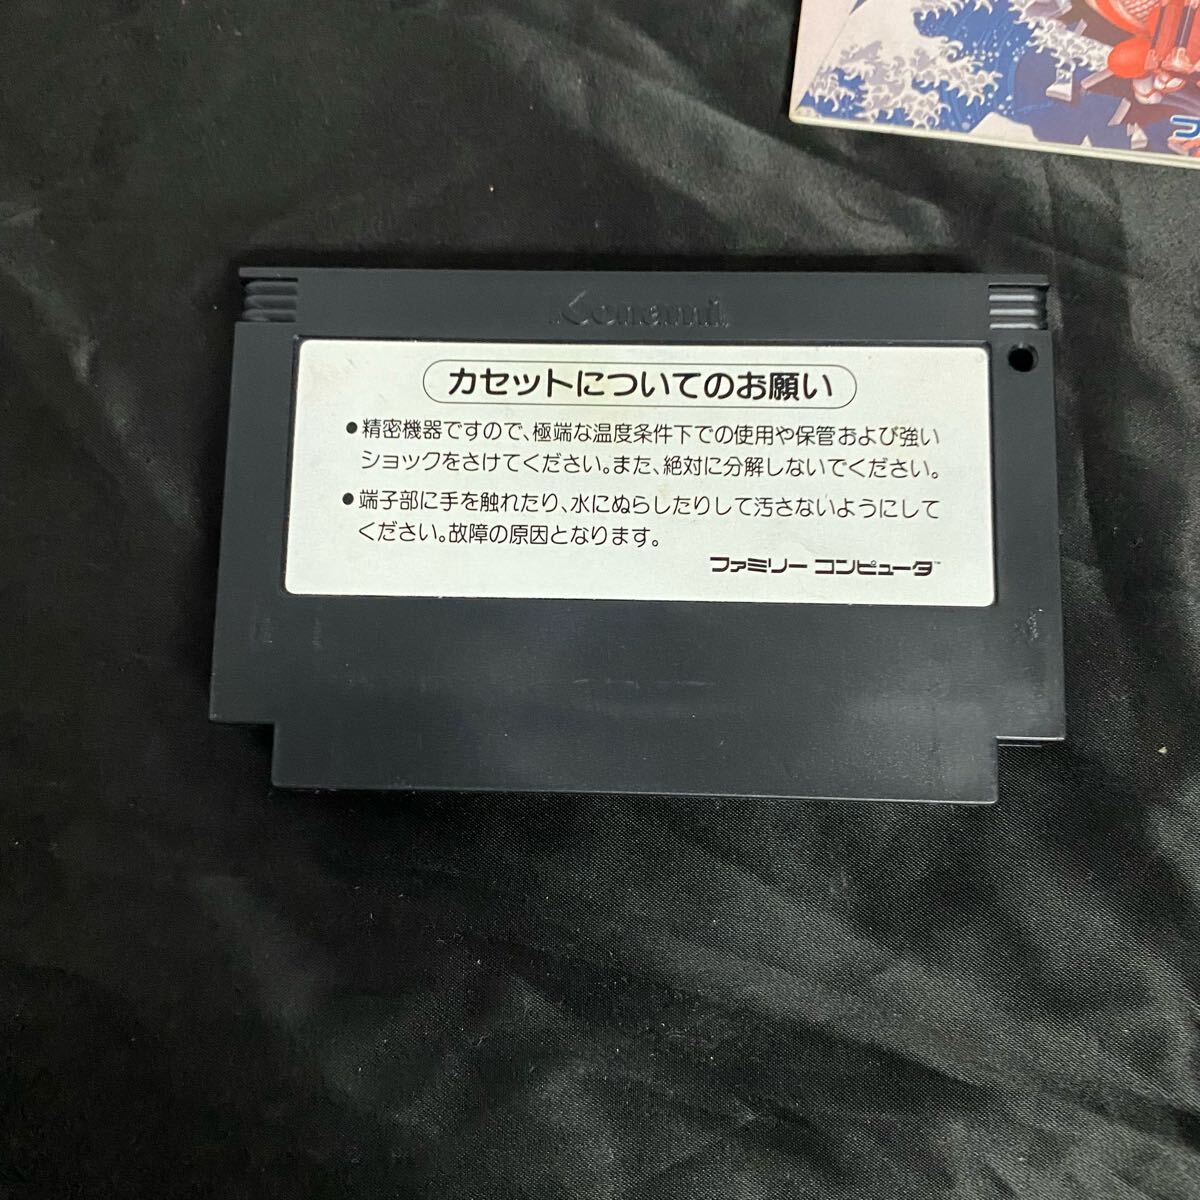 Konami
カセットについてのお願い
●精密機器ですので、極端な温度条件下での使用や保管および強い
ショックをさけてください。また、絶対に分解しないでください。
●端子部に手を触れたり、水にぬらしたりして汚さないようにして
ください。故障の原因となります。
ファミリーコンピュータ™